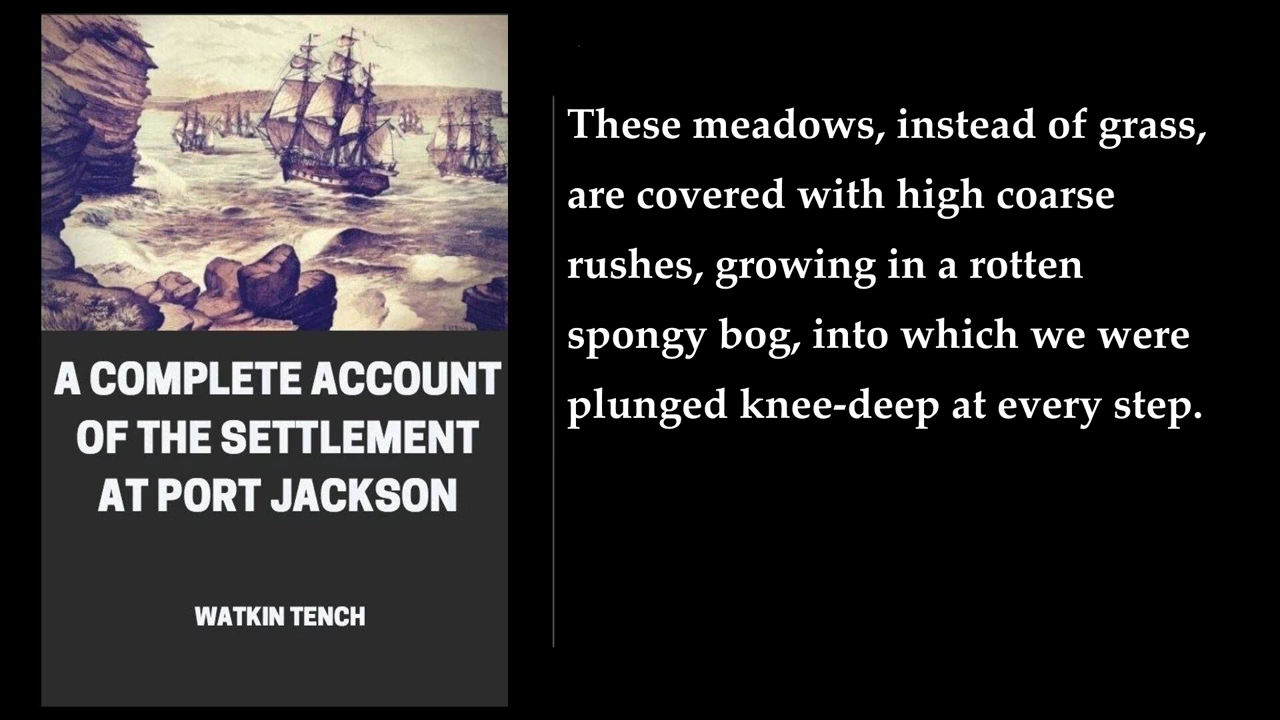 A COMPLETE ACCOUNT
OF THE SETTLEMENT
AT PORT JACKSON
WATKIN TENCH
These meadows, instead of grass,
are covered with high coarse
rushes, growing in a rotten
spongy bog, into which we were
plunged knee-deep at every step.